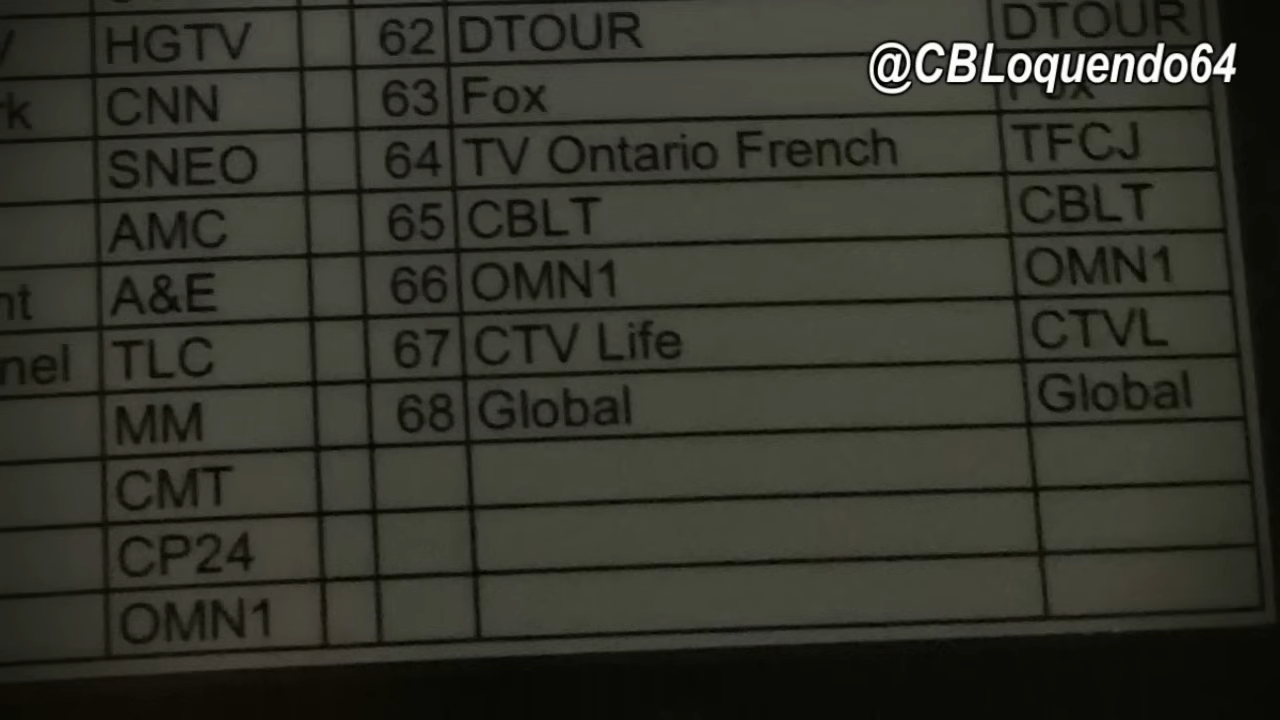 HGTV 62 DTOUR DTOUR
@CBLoquendo64
CNN 63 Fox Fox
SNEO 64 TV Ontario French TFCJ
AMC 65 CBLT CBLT
A&E 66 OMN1 OMN1
TLC 67 CTV Life CTVL
MM 68 Global Global
CMT
CP24
OMN1